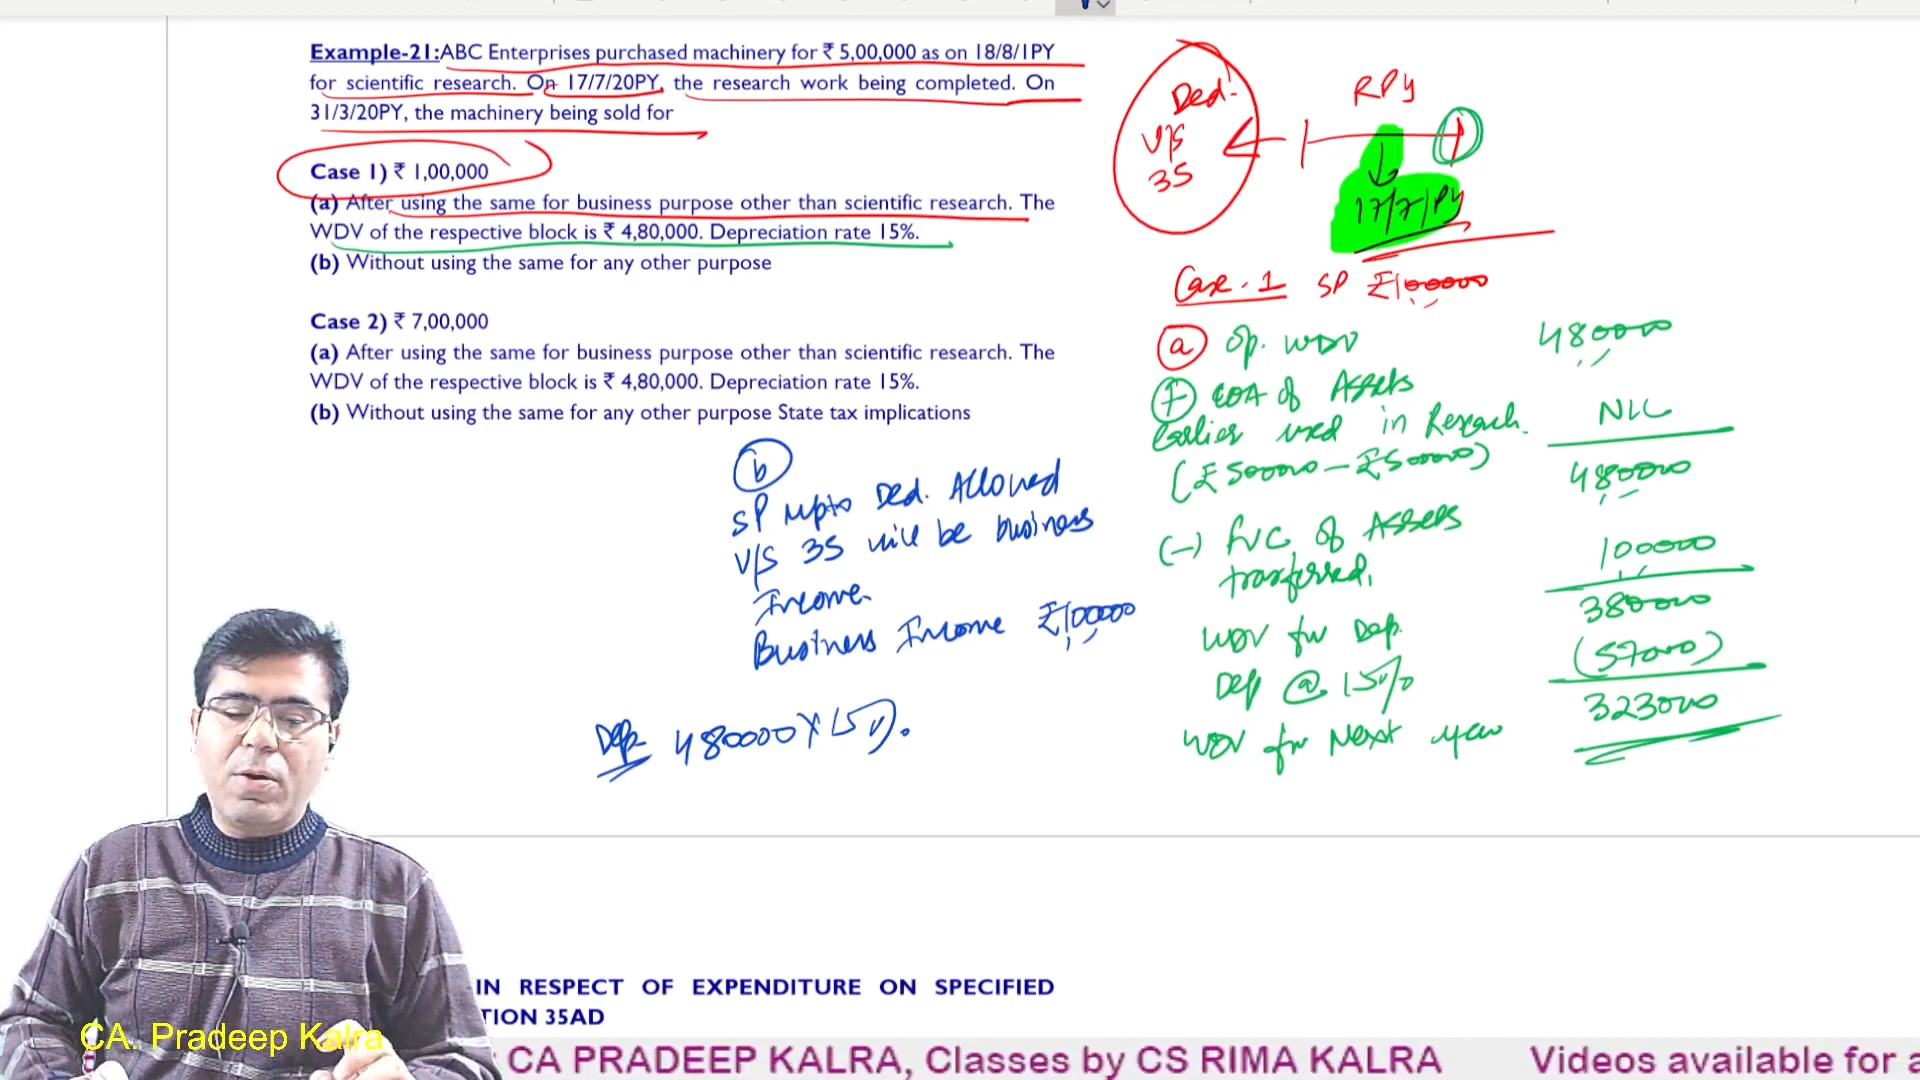 Example-21:ABC Enterprises purchased machinery for ₹ 5,00,000 as on 18/8/1PY
for scientific research. On 17/7/20PY, the research work being completed. On
31/3/20PY, the machinery being sold for
Case 1) ₹ 1,00,000
(a) After using the same for business purpose other than scientific research. The
WDV of the respective block is ₹ 4,80,000. Depreciation rate 15%.
(b) Without using the same for any other purpose
Case 2) ₹ 7,00,000
(a) After using the same for business purpose other than scientific research. The
WDV of the respective block is ₹ 4,80,000. Depreciation rate 15%.
(b) Without using the same for any other purpose State tax implications
b
SP upto Ded. Allowed
V/S 35 will be business
Income.
Business Income ₹100000
Dep. 480000 X 15%.
Ded.
V/S
35
RPY
17/7/PY
Case. 1 SP ₹100000
a Op. WDV 480000
+ COA of Assets
Earlier used in Research. NIL
(₹500000 - ₹500000) 480000
(-) FVC of Assets
transferred. 100000
380000
WDV for Dep.
Dep @ 15% (57000)
WDV for Next year 323000
IN RESPECT OF EXPENDITURE ON SPECIFIED
TION 35AD
CA. Pradeep Kalra
CA PRADEEP KALRA, Classes by CS RIMA KALRA Videos available for a